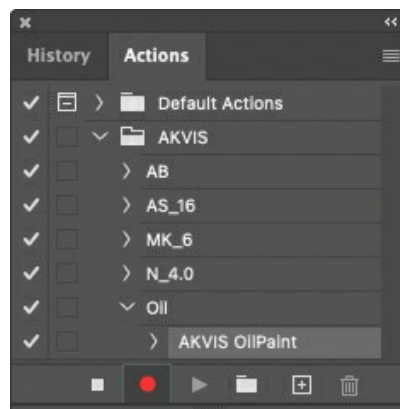 History Actions
Default Actions
AKVIS
AB
AS_16
MK_6
N_4.0
Oil
AKVIS OilPaint